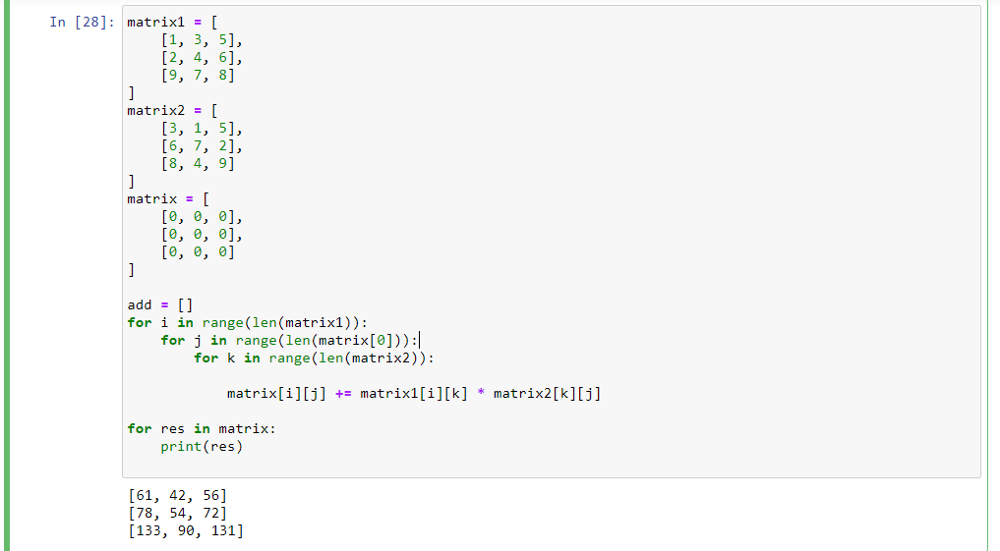 In [28]: matrix1 = [
    [1, 3, 5],
    [2, 4, 6],
    [9, 7, 8]
]
matrix2 = [
    [3, 1, 5],
    [6, 7, 2],
    [8, 4, 9]
]
matrix = [
    [0, 0, 0],
    [0, 0, 0],
    [0, 0, 0]
]
add = []
for i in range(len(matrix1)):
    for j in range(len(matrix[0])):
        for k in range(len(matrix2)):
            matrix[i][j] += matrix1[i][k] * matrix2[k][j]
for res in matrix:
    print(res)
[61, 42, 56]
[78, 54, 72]
[133, 90, 131]